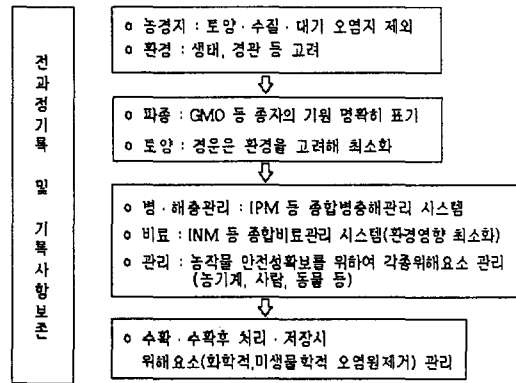 전과정기록 및 기록사항보존
o 농경지 : 토양 · 수질 · 대기 오염지 제외
o 환경 : 생태, 경관 등 고려
o 파종 : GMO 등 종자의 기원 명확히 표기
o 토양 : 경운은 환경을 고려해 최소화
o 병 · 해충관리 : IPM 등 종합병충해관리 시스템
o 비료 : INM 등 종합비료관리 시스템(환경영향 최소화)
o 관리 : 농작물 안전성확보를 위하여 각종위해요소 관리
(농기계, 사람, 동물 등)
o 수확 · 수확후 처리 · 저장시
위해요소(화학적,미생물학적 오염원제거) 관리